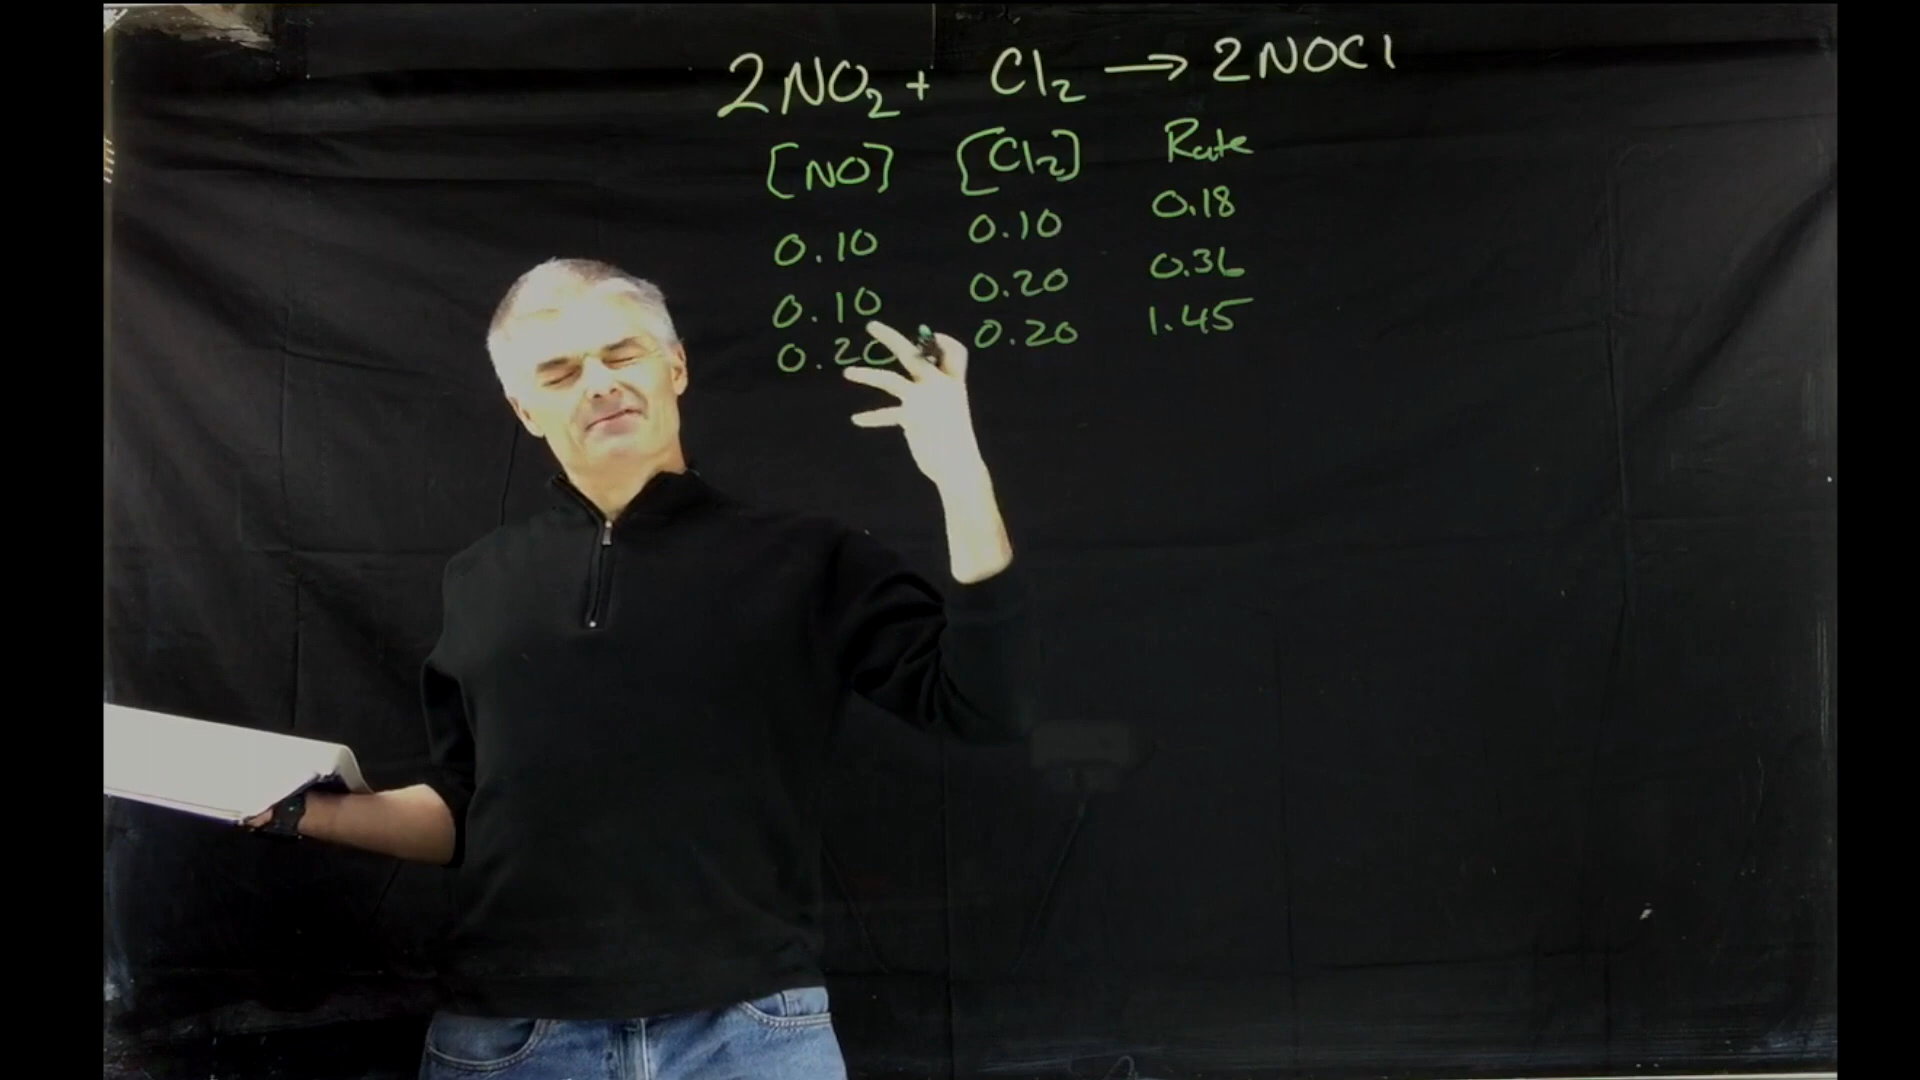 2NO₂ + Cl₂ → 2NOCl
[NO] [Cl₂] Rate
0.10 0.10 0.18
0.10 0.20 0.36
0.20 0.20 1.45